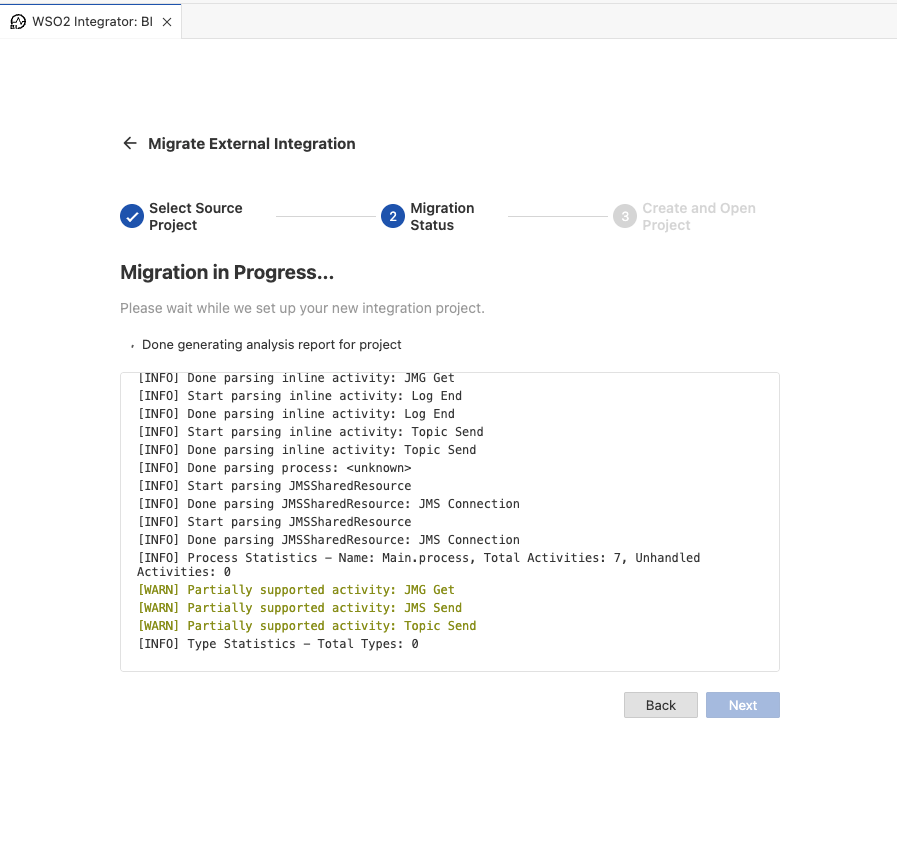 WSO2 Integrator: BI
Migrate External Integration
Select Source
Project
2
Migration
Status
3
Create and Open
Project
Migration in Progress...
Please wait while we set up your new integration project.
Done generating analysis report for project
[INFO] Done parsing inline activity: JMG Get
[INFO] Start parsing inline activity: Log End
[INFO] Done parsing inline activity: Log End
[INFO] Start parsing inline activity: Topic Send
[INFO] Done parsing inline activity: Topic Send
[INFO] Done parsing process: <unknown>
[INFO] Start parsing JMSSharedResource
[INFO] Done parsing JMSSharedResource: JMS Connection
[INFO] Start parsing JMSSharedResource
[INFO] Done parsing JMSSharedResource: JMS Connection
[INFO] Process Statistics – Name: Main.process, Total Activities: 7, Unhandled
Activities: 0
[WARN] Partially supported activity: JMG Get
[WARN] Partially supported activity: JMS Send
[WARN] Partially supported activity: Topic Send
[INFO] Type Statistics – Total Types: 0
Back
Next